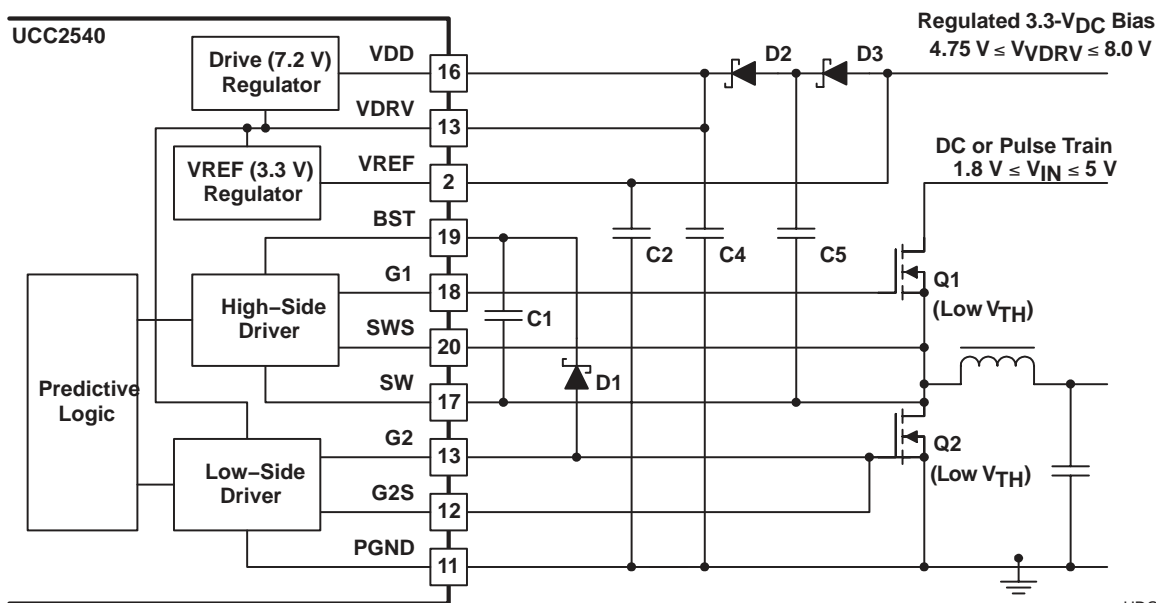 UCC2540
Drive (7.2 V)
Regulator
VREF (3.3 V)
Regulator
Predictive
Logic
High−Side
Driver
Low−Side
Driver
VDD
16
VDRV
13
VREF
2
BST
19
G1
18
SWS
20
SW
17
G2
13
G2S
12
PGND
11
C1
D1
C2
C4
C5
D2
D3
Regulated 3.3-VDC Bias
4.75 V ≤ VVDRV ≤ 8.0 V
DC or Pulse Train
1.8 V ≤ VIN ≤ 5 V
Q1
(Low VTH)
Q2
(Low VTH)